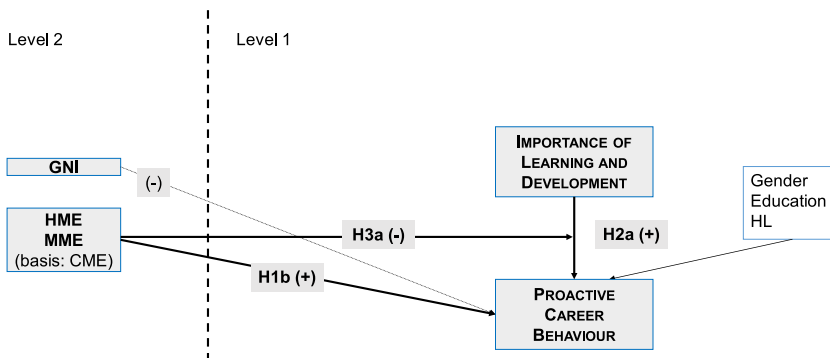 Level 2
Level 1
GNI
(-)
IMPORTANCE OF
LEARNING AND
DEVELOPMENT
Gender
Education
HL
HME
MME
(basis: CME)
H3a (-)
H2a (+)
H1b (+)
PROACTIVE
CAREER
BEHAVIOUR